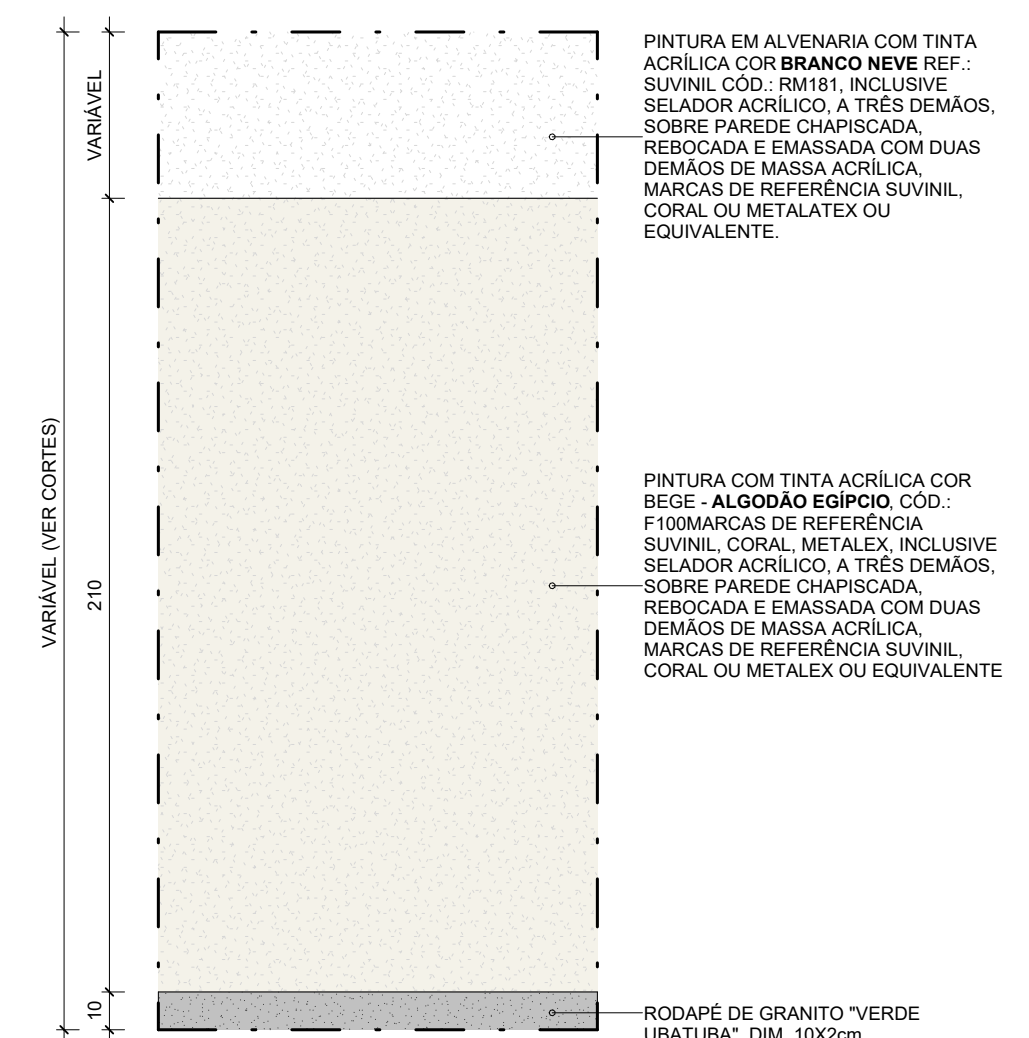 VARIÁVEL (VER CORTES)
VARIÁVEL
210
10
PINTURA EM ALVENARIA COM TINTA
ACRÍLICA COR BRANCO NEVE REF.:
SUVINIL CÓD.: RM181, INCLUSIVE
SELADOR ACRÍLICO, A TRÊS DEMÃOS,
SOBRE PAREDE CHAPISCADA,
REBOCADA E EMASSADA COM DUAS
DEMÃOS DE MASSA ACRÍLICA,
MARCAS DE REFERÊNCIA SUVINIL,
CORAL OU METALATEX OU
EQUIVALENTE.
PINTURA COM TINTA ACRÍLICA COR
BEGE - ALGODÃO EGÍPCIO, CÓD.:
F100MARCAS DE REFERÊNCIA
SUVINIL, CORAL, METALEX, INCLUSIVE
SELADOR ACRÍLICO, A TRÊS DEMÃOS,
SOBRE PAREDE CHAPISCADA,
REBOCADA E EMASSADA COM DUAS
DEMÃOS DE MASSA ACRÍLICA,
MARCAS DE REFERÊNCIA SUVINIL,
CORAL OU METALEX OU EQUIVALENTE
RODAPÉ DE GRANITO "VERDE
UBATUBA", DIM. 10X2cm